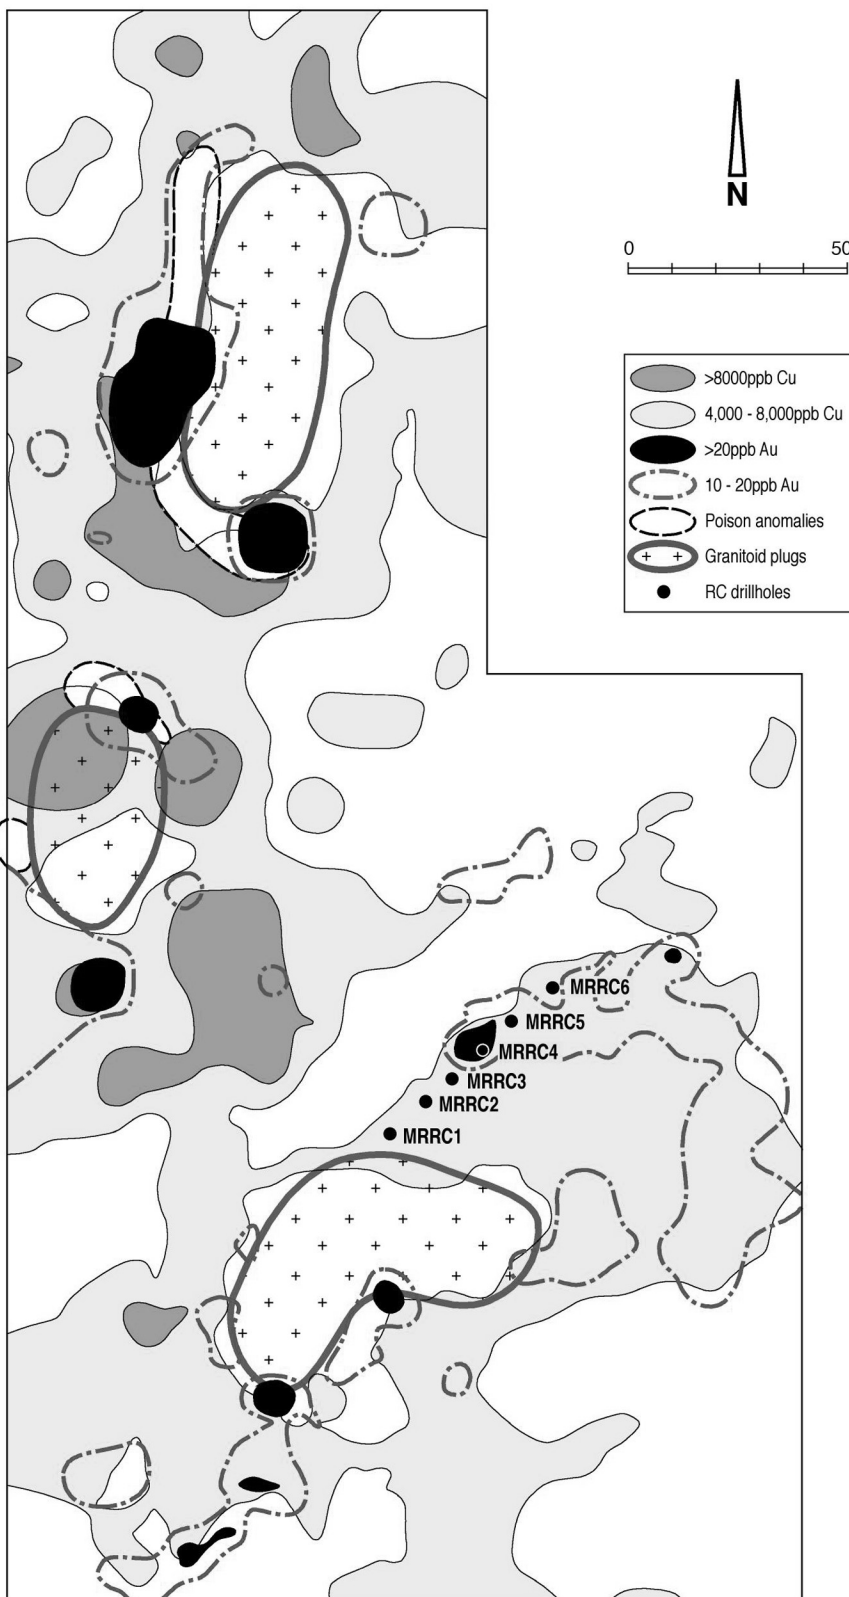 N
0
50
>8000ppb Cu
4,000 - 8,000ppb Cu
>20ppb Au
10 - 20ppb Au
Poison anomalies
Granitoid plugs
RC drillholes
MRRC6
MRRC5
MRRC4
MRRC3
MRRC2
MRRC1